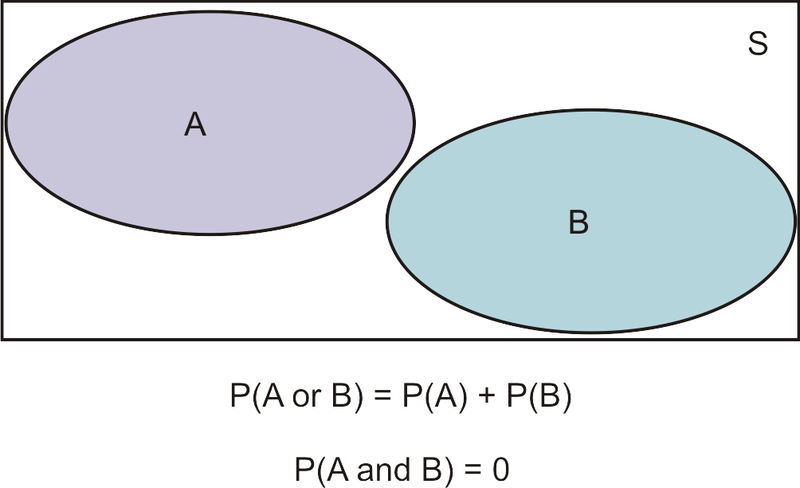 S
A
B
P(A or B) = P(A) + P(B)
P(A and B) = 0